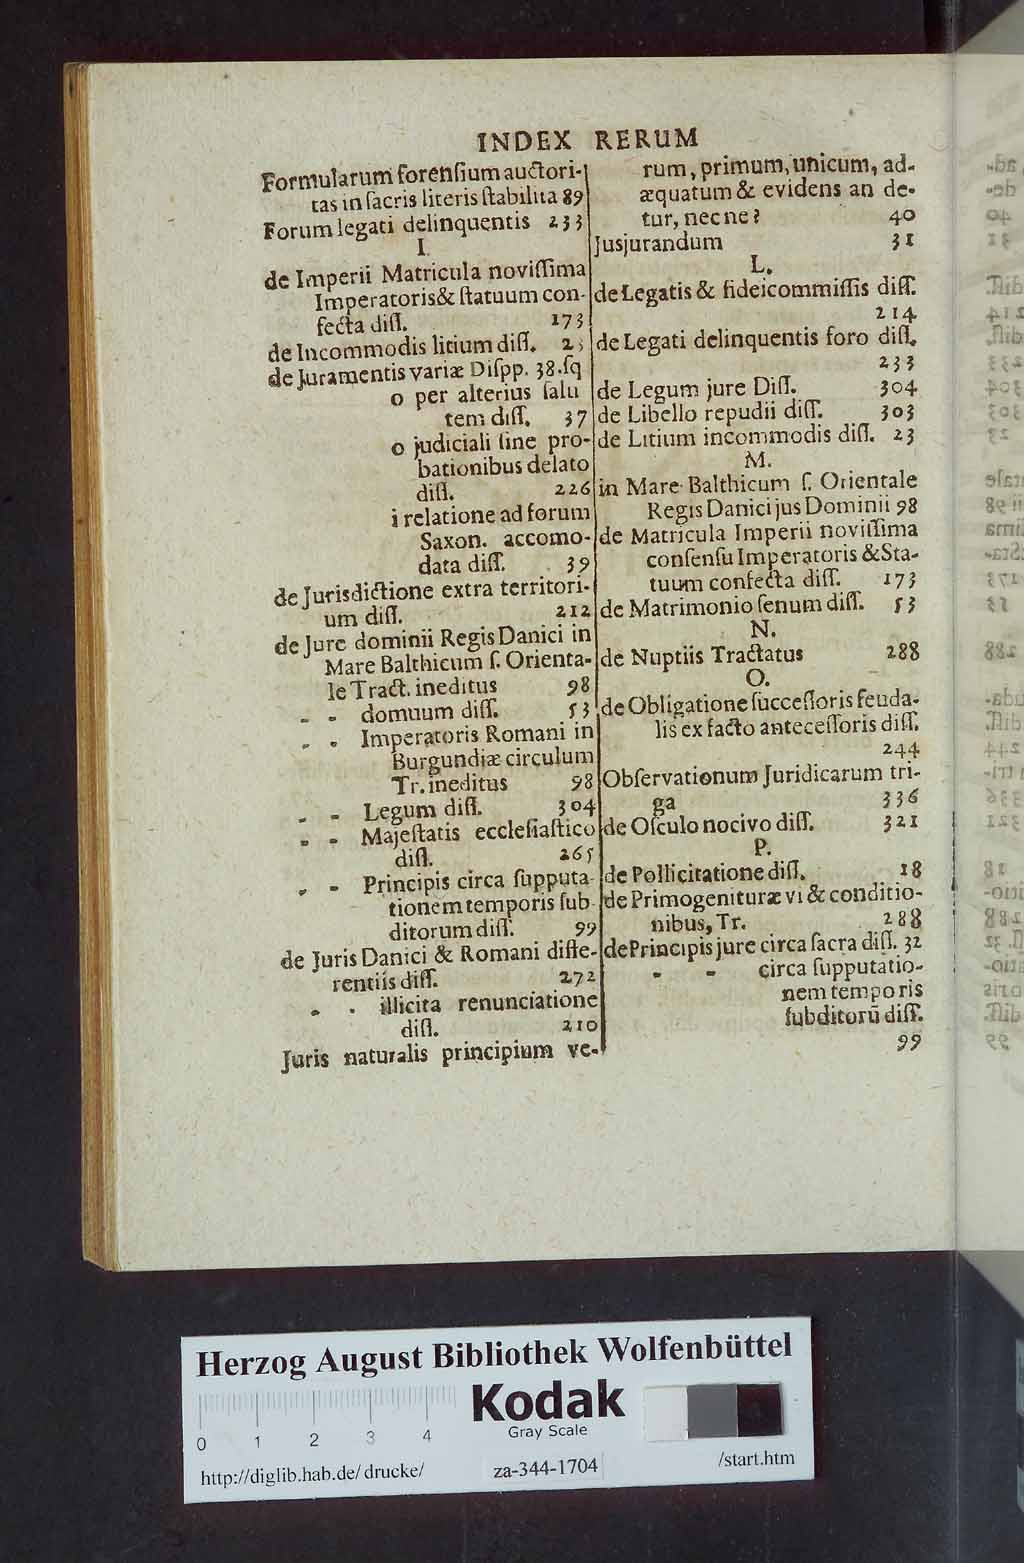 INDEX RERUM
Formularum forenſium auctori-
tas in ſacris literis ſtabilita 89
Forum legati delinquentis 233
I.
de Imperii Matricula noviſſima
Imperatoris & ſtatuum con-
fecta diſſ. 173
de Incommodis litium diſſ. 23
de Juramentis variæ Diſpp. 38. ſq
o per alterius ſalu
tem diſſ. 37
o judiciali ſine pro-
bationibus delato
diſſ. 226
i relatione ad forum
Saxon. accomo-
data diſſ. 39
de Jurisdictione extra territori-
um diſſ. 212
de Jure dominii Regis Danici in
Mare Balthicum ſ. Orienta-
le Tract. ineditus 98
- - domuum diſſ. 53
- - Imperatoris Romani in
Burgundiæ circulum
Tr. ineditus 98
- - Legum diſſ. 304
- - Majeſtatis eccleſiaſtico
diſſ. 265
- - Principis circa ſupputa-
tionem temporis ſub-
ditorum diſſ. 99
de Juris Danici & Romani diffe-
rentiis diſſ. 272
- - illicita renunciatione
diſſ. 210
Juris naturalis principium ve-
rum, primum, unicum, ad-
æquatum & evidens an de-
tur, nec ne? 40
Jusjurandum 31
L.
de Legatis & fideicommiſſis diſſ.
214
de Legati delinquentis foro diſſ.
233
de Legum jure Diſſ. 304
de Libello repudii diſſ. 303
de Litium incommodis diſſ. 23
M.
in Mare Balthicum ſ. Orientale
Regis Danici jus Dominii 98
de Matricula Imperii noviſſima
conſenſu Imperatoris & Sta-
tuum confecta diſſ. 173
de Matrimonio ſenum diſſ. 53
N.
de Nuptiis Tractatus 288
O.
de Obligatione ſucceſſoris feuda-
lis ex facto anteceſſoris diſſ.
244
Obſervationum Juridicarum tri-
ga 336
de Oſculo nocivo diſſ. 321
P.
de Pollicitatione diſſ. 18
de Primogenituræ vi & conditio-
nibus, Tr. 288
de Principis jure circa ſacra diſſ. 32
- - circa ſupputatio-
nem temporis
ſubditorũ diſſ.
99
Herzog August Bibliothek Wolfenbüttel
Kodak
Gray Scale
0 1 2 3 4
http://diglib.hab.de/drucke/ za-344-1704 /start.htm